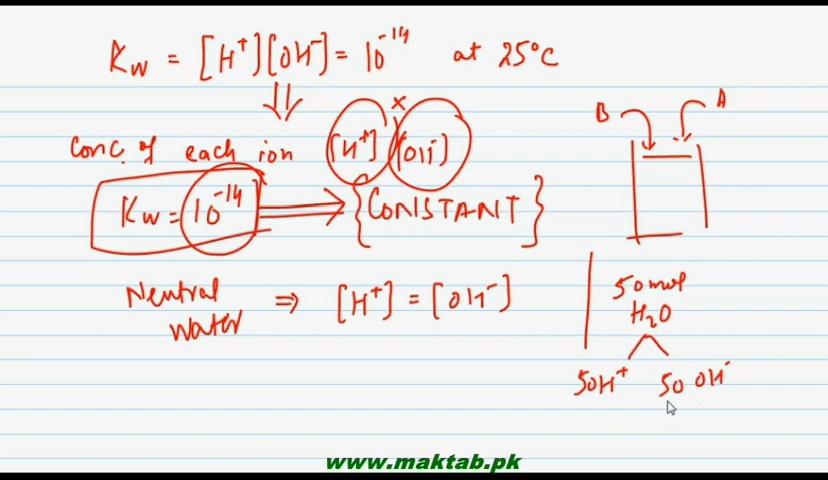 Kw = [H⁺][OH⁻] = 10⁻¹⁴ at 25°C
⇓ x
Conc. of each ion [H⁺] [OH⁻]
B A
Kw = 10⁻¹⁴ ⇒ {CONSTANT}
Neutral Water ⇒ [H⁺] = [OH⁻]
50 mol
H₂O
50H⁺ 50 OH⁻
www.maktab.pk